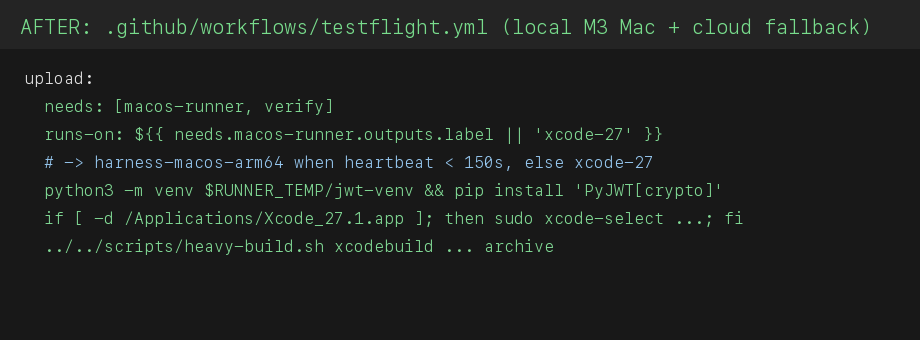 AFTER: .github/workflows/testflight.yml (local M3 Mac + cloud fallback)
upload:
needs: [macos-runner, verify]
runs-on: ${{ needs.macos-runner.outputs.label || 'xcode-27' }}
# -> harness-macos-arm64 when heartbeat < 150s, else xcode-27
python3 -m venv $RUNNER_TEMP/jwt-venv && pip install 'PyJWT[crypto]'
if [ -d /Applications/Xcode_27.1.app ]; then sudo xcode-select ...; fi
../../scripts/heavy-build.sh xcodebuild ... archive